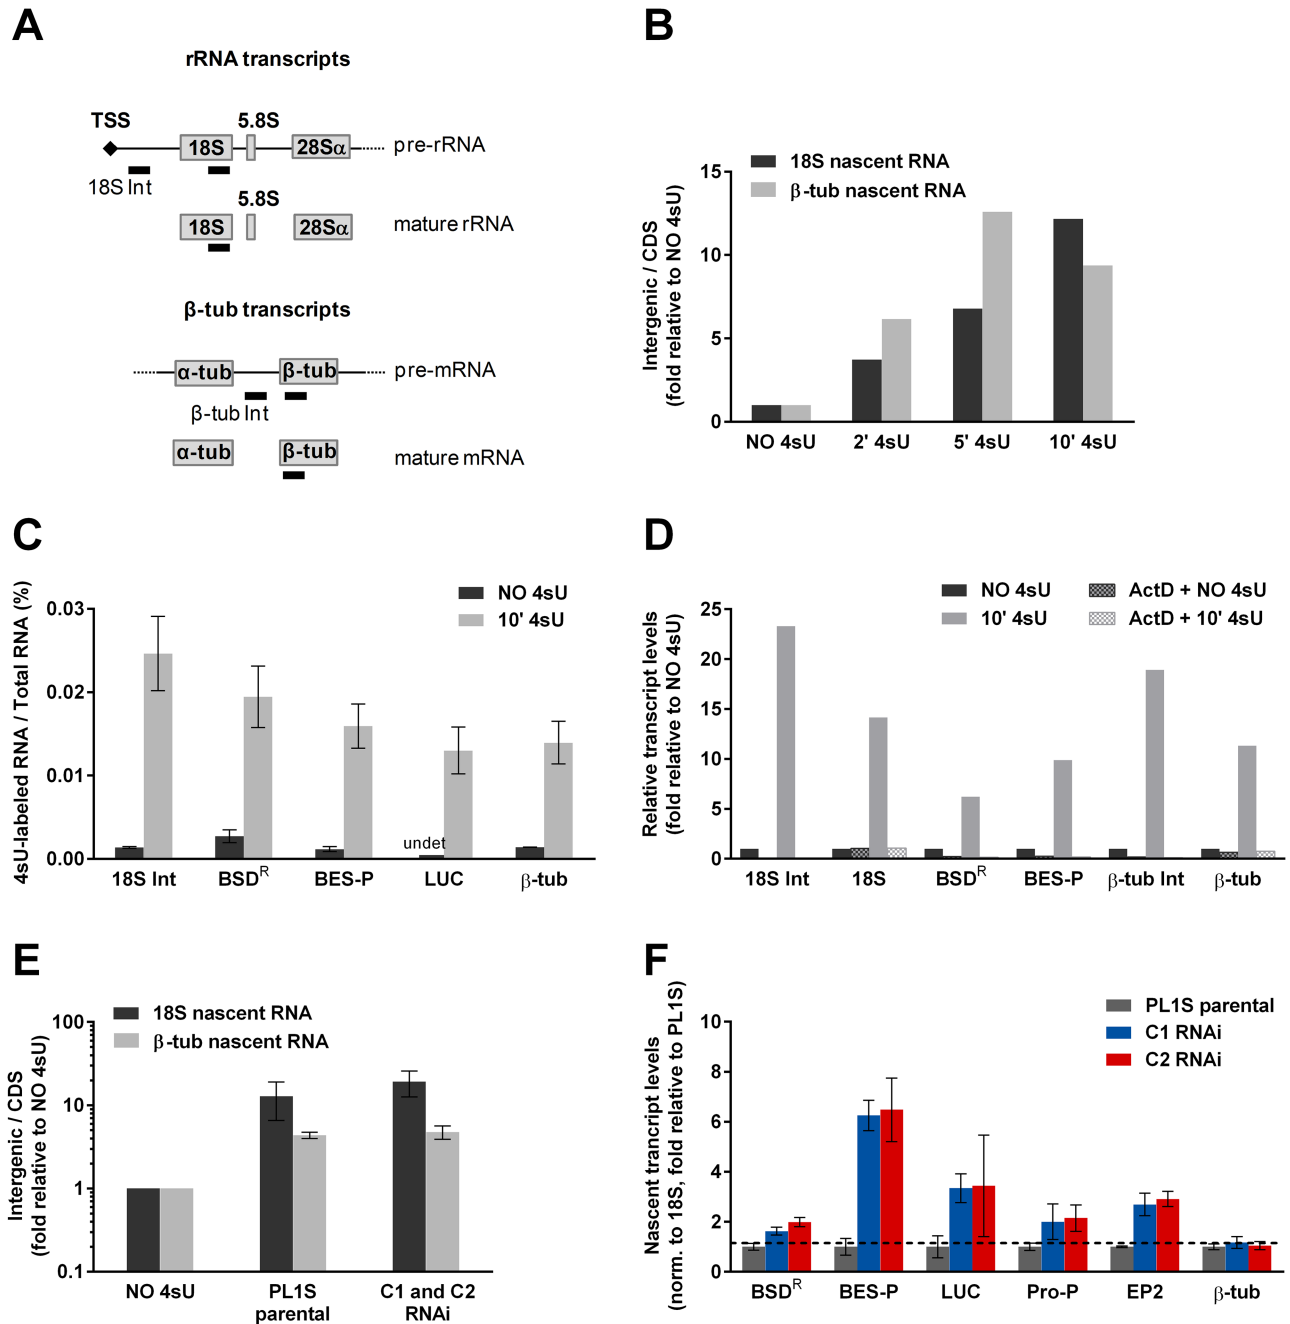 A
rRNA transcripts
TSS
5.8S
18S
28Sα
pre-rRNA
18S Int
5.8S
18S
28Sα
mature rRNA
β-tub transcripts
α-tub
β-tub
pre-mRNA
β-tub Int
α-tub
β-tub
mature mRNA
B
18S nascent RNA
β-tub nascent RNA
Intergenic / CDS
(fold relative to NO 4sU)
15
10
5
0
NO 4sU
2' 4sU
5' 4sU
10' 4sU
C
NO 4sU
10' 4sU
4sU-labeled RNA / Total RNA (%)
0.03
0.02
0.01
0.00
undet
18S Int
BSDR
BES-P
LUC
β-tub
D
NO 4sU
10' 4sU
ActD + NO 4sU
ActD + 10' 4sU
Relative transcript levels
(fold relative to NO 4sU)
25
20
15
10
5
0
18S Int
18S
BSDR
BES-P
β-tub Int
β-tub
E
18S nascent RNA
β-tub nascent RNA
Intergenic / CDS
(fold relative to NO 4sU)
100
10
1
0.1
NO 4sU
PL1S
parental
C1 and C2
RNAi
F
PL1S parental
C1 RNAi
C2 RNAi
Nascent trancript levels
(norm. to 18S, fold relative to PL1S)
10
8
6
4
2
0
BSDR
BES-P
LUC
Pro-P
EP2
β-tub